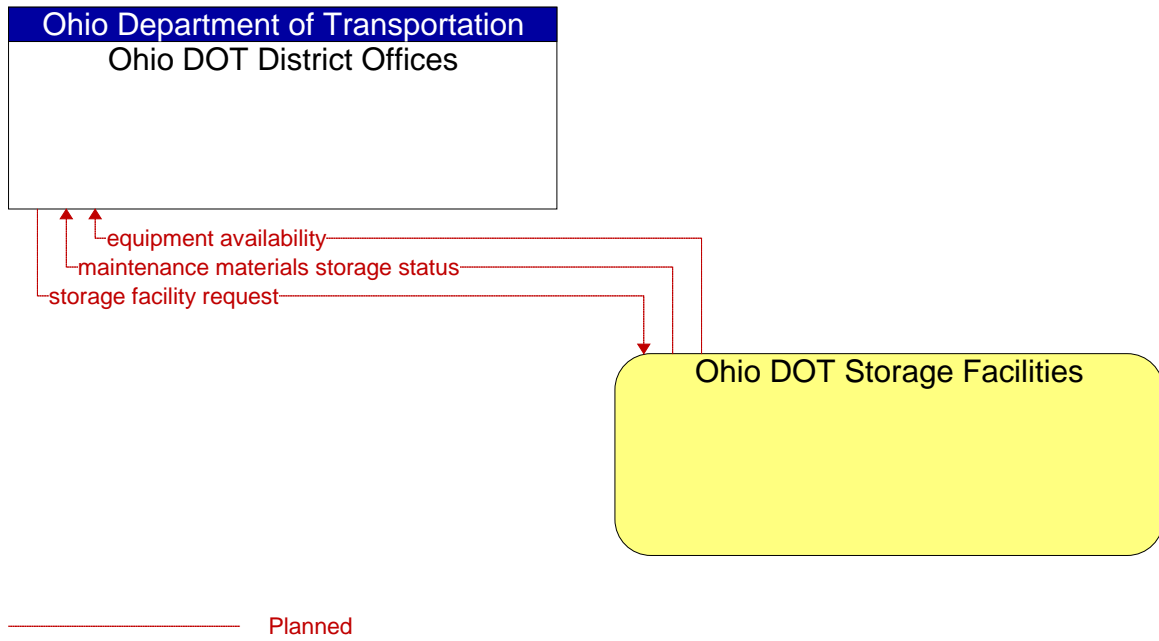 Ohio Department of Transportation
Ohio DOT District Offices
equipment availability
maintenance materials storage status
storage facility request
Ohio DOT Storage Facilities
Planned